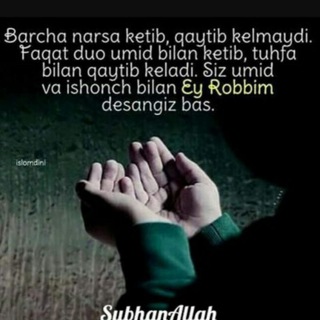 Barcha narsa ketib, qaytib kelmaydi.
Faqat duo umid bilan ketib, tuhfa
bilan qaytib keladi. Siz umid
va ishonch bilan Ey Robbim
desangiz bas.
islomdini
SubhanAllah